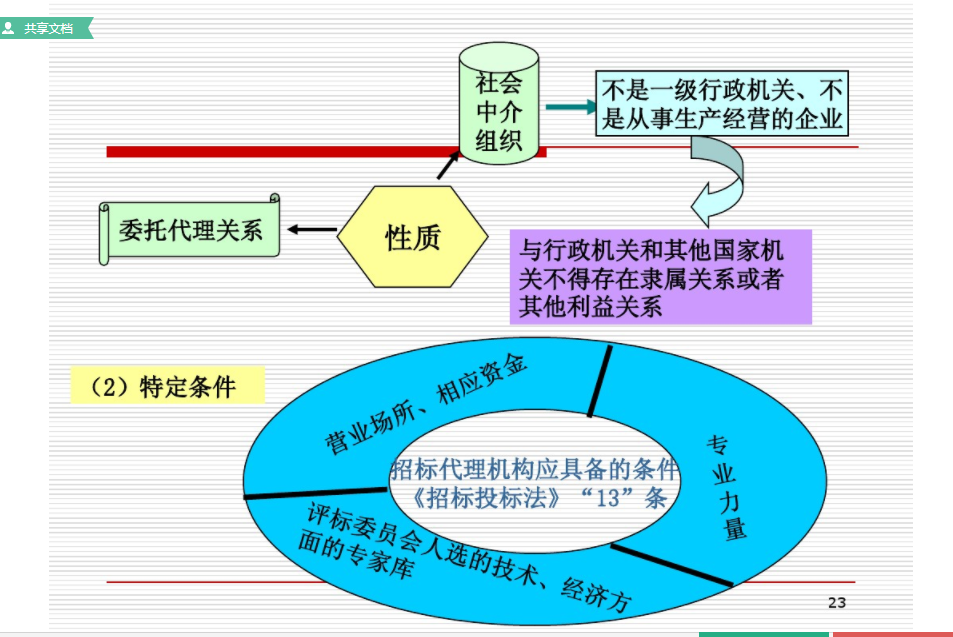 共享文档
社会
中介
组织
不是一级行政机关、不
是从事生产经营的企业
委托代理关系
性质
与行政机关和其他国家机
关不得存在隶属关系或者
其他利益关系
（2）特定条件
营业场所、相应资金
专业力量
招标代理机构应具备的条件
《招标投标法》“13”条
评标委员会人选的技术、经济方
面的专家库
23